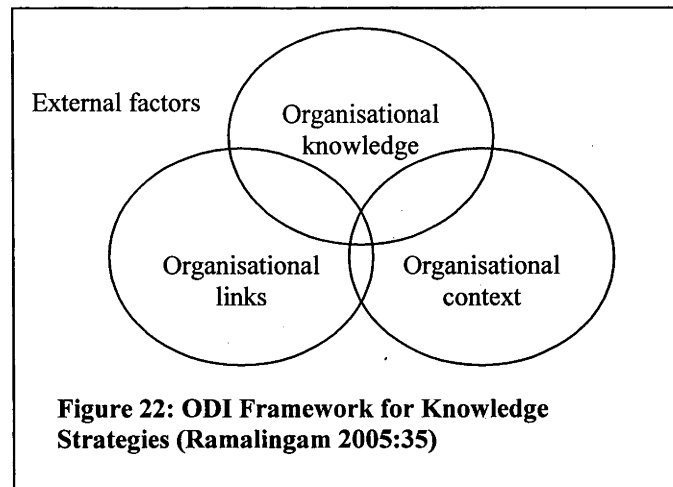 External factors
Organisational
knowledge
Organisational
links
Organisational
context
Figure 22: ODI Framework for Knowledge
Strategies (Ramalingam 2005:35)